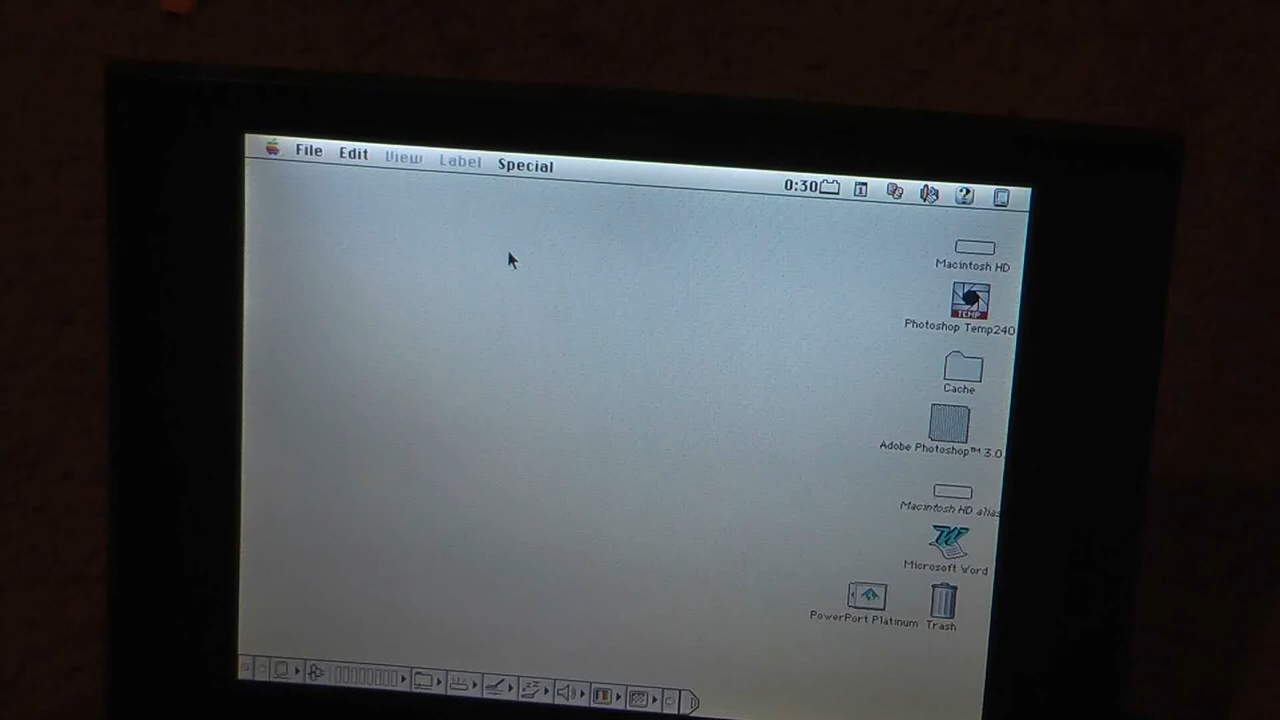 File Edit View Label Special 0:30
Macintosh HD
TEMP
Photoshop Temp240
Cache
Adobe Photoshop™ 3.0
Macintosh HD alias
Microsoft Word
PowerPort Platinum Trash